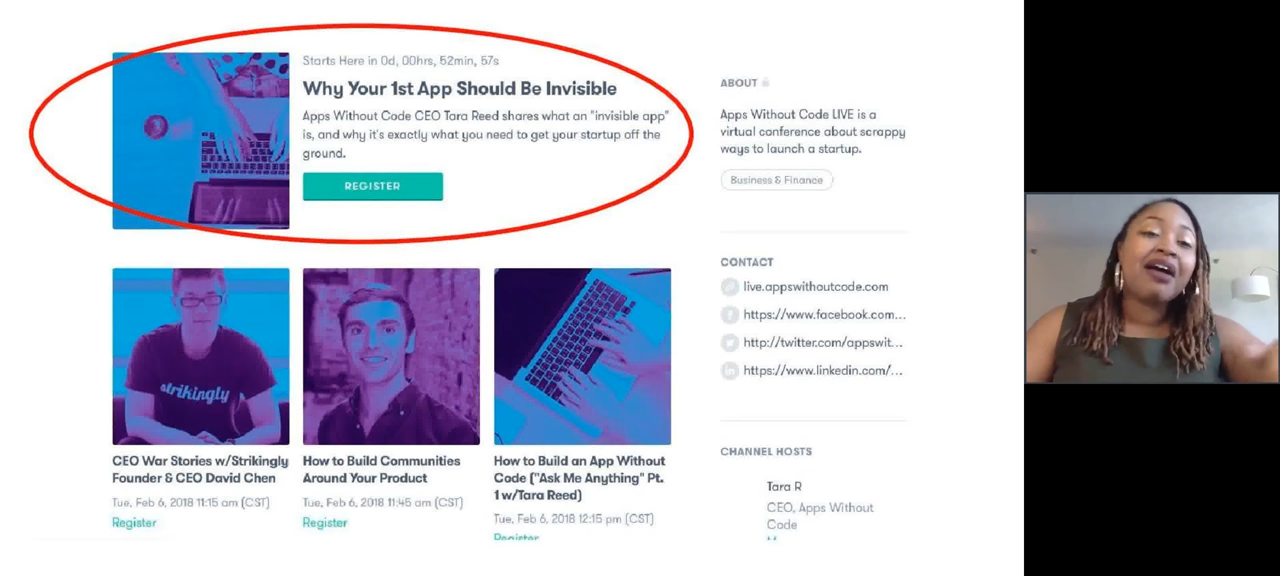 Starts Here in 0d, 00hrs, 52min, 57s
Why Your 1st App Should Be Invisible
Apps Without Code CEO Tara Reed shares what an "invisible app"
is, and why it's exactly what you need to get your startup off the
ground.
REGISTER
strikingly
CEO War Stories w/Strikingly
Founder & CEO David Chen
Tue, Feb 6, 2018 11:15 am (CST)
Register
How to Build Communities
Around Your Product
Tue, Feb 6, 2018 11:45 am (CST)
Register
How to Build an App Without
Code ("Ask Me Anything" Pt.
1 w/Tara Reed)
Tue, Feb 6, 2018 12:15 pm (CST)
Register
ABOUT
Apps Without Code LIVE is a
virtual conference about scrappy
ways to launch a startup.
Business & Finance
CONTACT
live.appswithoutcode.com
https://www.facebook.com...
http://twitter.com/appswit...
https://www.linkedin.com/...
CHANNEL HOSTS
Tara R
CEO, Apps Without
Code